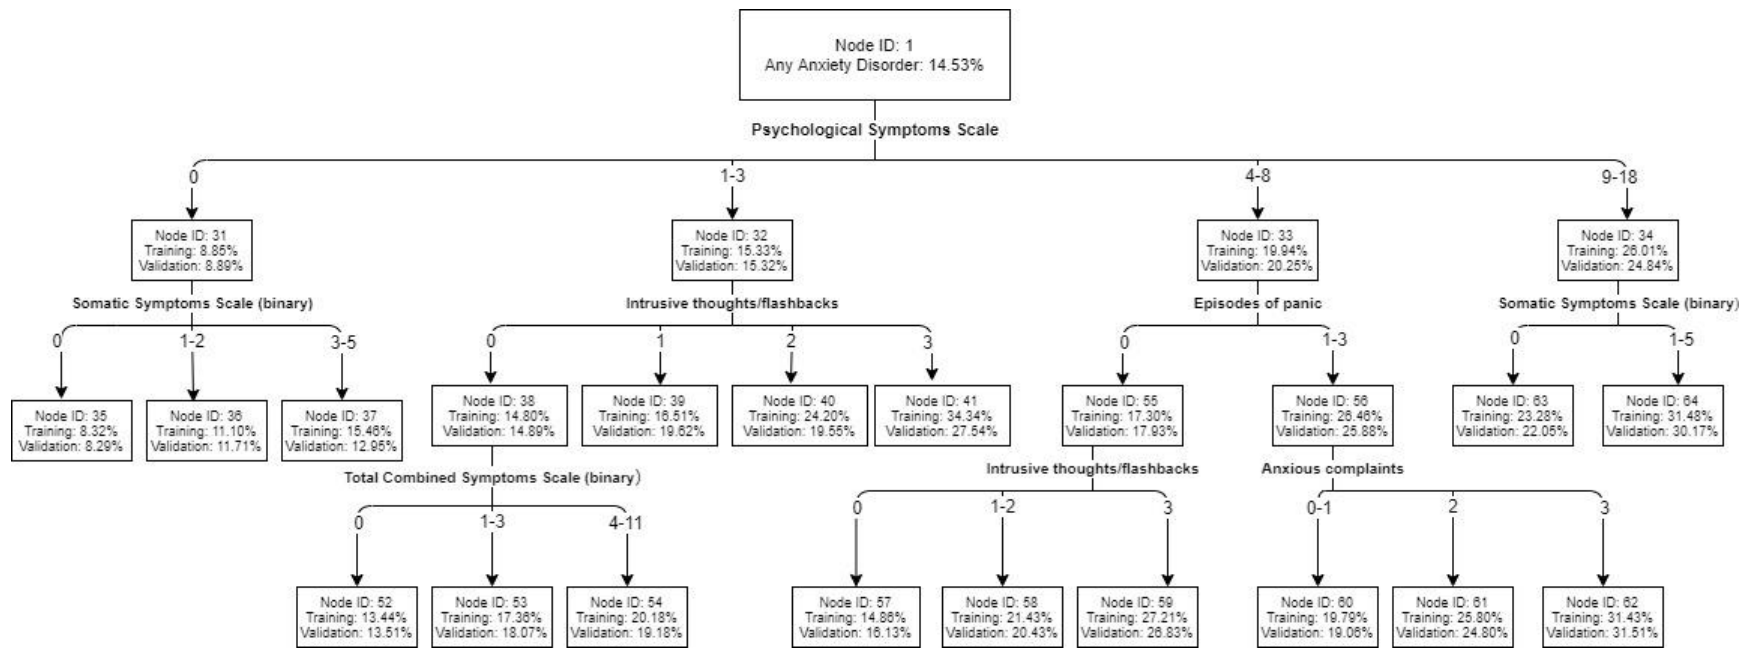 Node ID: 1
Any Anxiety Disorder: 14.53%
Psychological Symptoms Scale
0
1-3
4-8
9-18
Node ID: 31
Training: 8.85%
Validation: 8.89%
Node ID: 32
Training: 15.33%
Validation: 15.32%
Node ID: 33
Training: 19.94%
Validation: 20.25%
Node ID: 34
Training: 26.01%
Validation: 24.84%
Somatic Symptoms Scale (binary)
Intrusive thoughts/flashbacks
Episodes of panic
Somatic Symptoms Scale (binary)
0
1-2
3-5
0
1
2
3
0
1-3
0
1-5
Node ID: 35
Training: 8.32%
Validation: 8.29%
Node ID: 36
Training: 11.10%
Validation: 11.71%
Node ID: 37
Training: 15.46%
Validation: 12.95%
Node ID: 38
Training: 14.80%
Validation: 14.89%
Node ID: 39
Training: 16.51%
Validation: 19.62%
Node ID: 40
Training: 24.20%
Validation: 19.55%
Node ID: 41
Training: 34.34%
Validation: 27.54%
Node ID: 55
Training: 17.30%
Validation: 17.93%
Node ID: 56
Training: 26.46%
Validation: 25.88%
Node ID: 63
Training: 23.28%
Validation: 22.05%
Node ID: 64
Training: 31.48%
Validation: 30.17%
Total Combined Symptoms Scale (binary)
Intrusive thoughts/flashbacks
Anxious complaints
0
1-3
4-11
0
1-2
3
0-1
2
3
Node ID: 52
Training: 13.44%
Validation: 13.51%
Node ID: 53
Training: 17.36%
Validation: 18.07%
Node ID: 54
Training: 20.18%
Validation: 19.18%
Node ID: 57
Training: 14.86%
Validation: 16.13%
Node ID: 58
Training: 21.43%
Validation: 20.43%
Node ID: 59
Training: 27.21%
Validation: 26.83%
Node ID: 60
Training: 19.79%
Validation: 19.06%
Node ID: 61
Training: 25.80%
Validation: 24.80%
Node ID: 62
Training: 31.43%
Validation: 31.51%